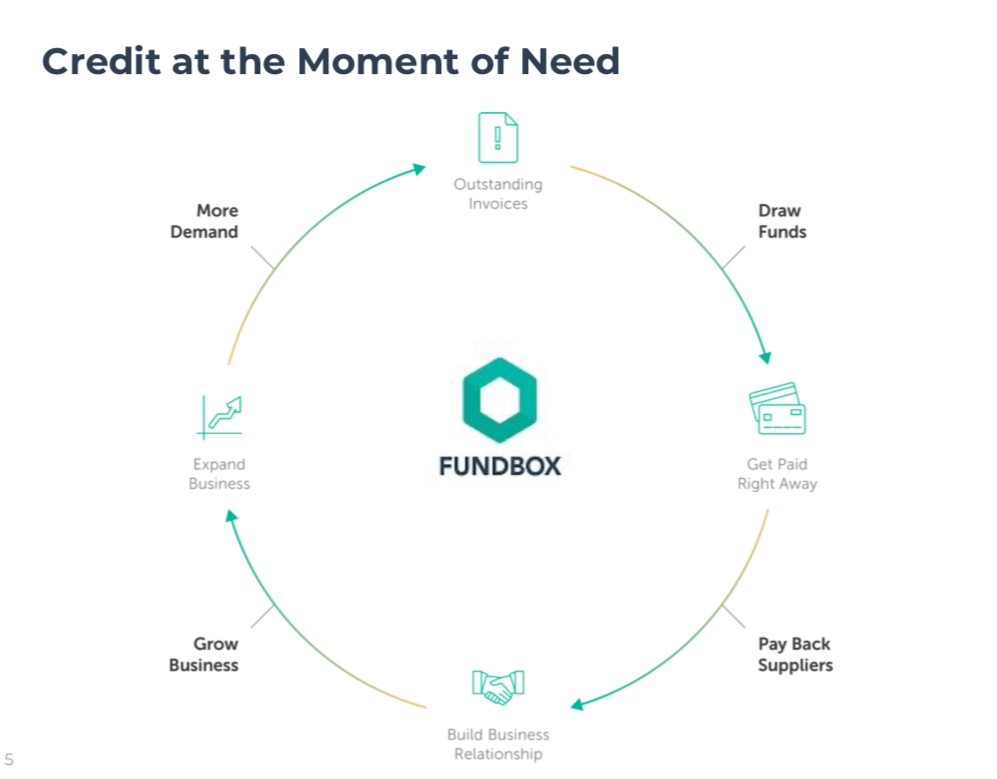 Credit at the Moment of Need
Outstanding
Invoices
More
Demand
Draw
Funds
FUNDBOX
Expand
Business
Get Paid
Right Away
Grow
Business
Pay Back
Suppliers
Build Business
Relationship
5